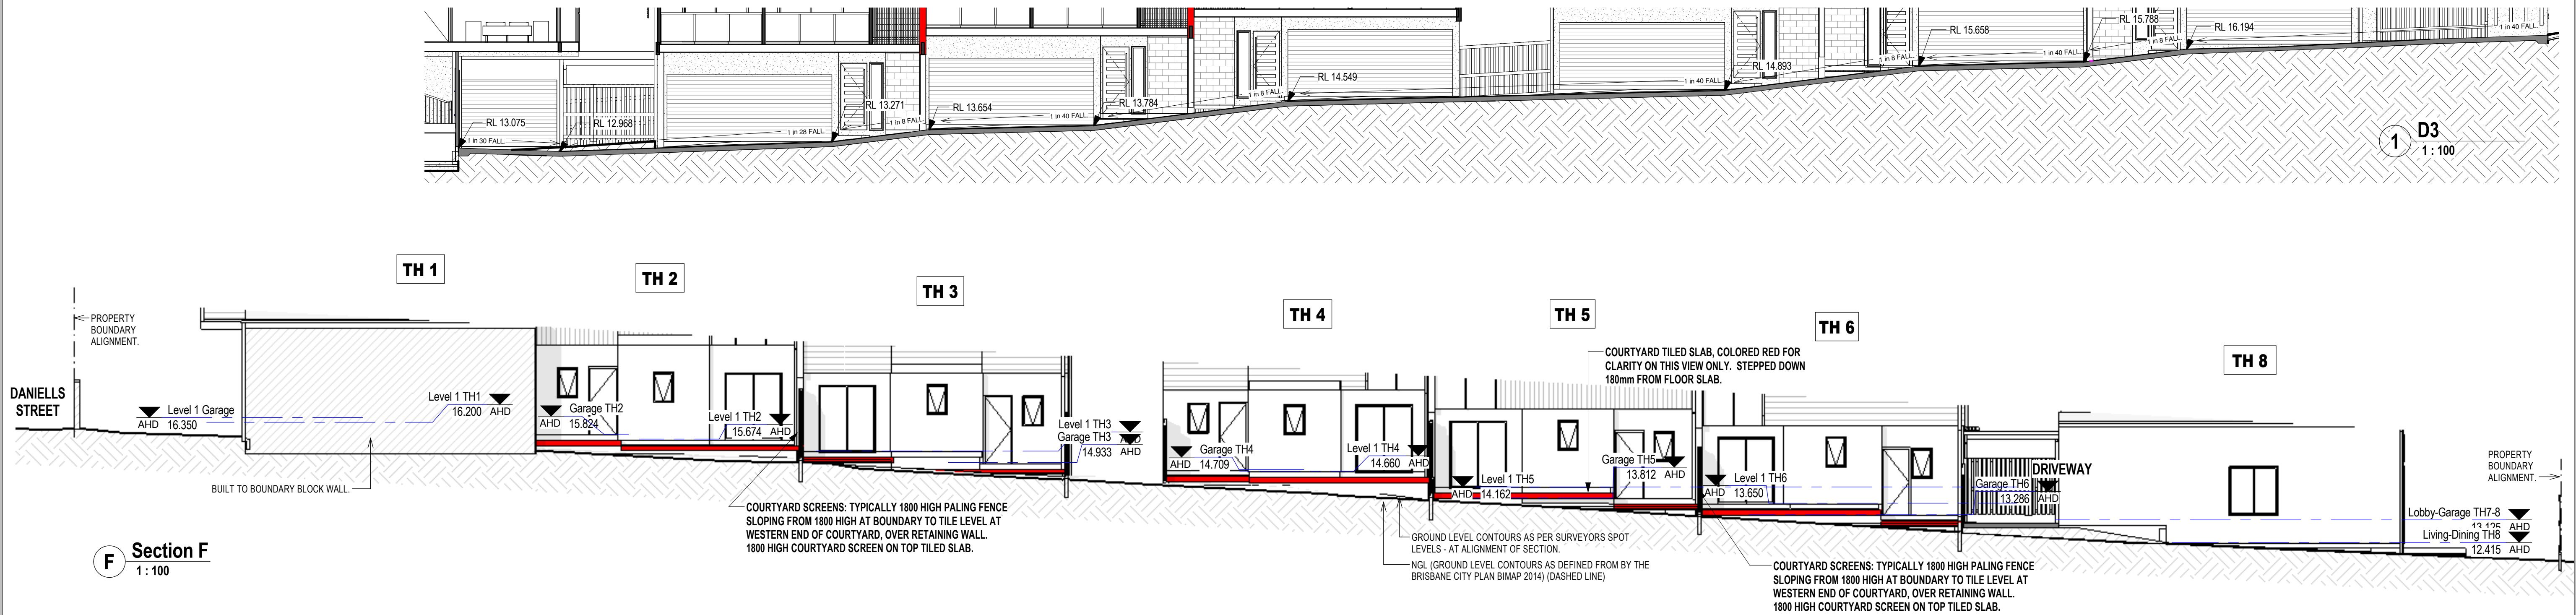 RL 13.075
1 in 30 FALL
RL 12.968
1 in 28 FALL
RL 13.271
1 in 8 FALL
RL 13.654
1 in 40 FALL
RL 13.784
1 in 8 FALL
RL 14.549
1 in 40 FALL
RL 14.893
1 in 8 FALL
RL 15.658
1 in 40 FALL
RL 15.788
1 in 8 FALL
RL 16.194
1 in 40 FALL
1
D3
1 : 100
TH 1
TH 2
TH 3
TH 4
TH 5
TH 6
TH 8
PROPERTY
BOUNDARY
ALIGNMENT.
DANIELLS
STREET
Level 1 Garage
AHD 16.350
Level 1 TH1
16.200 AHD
BUILT TO BOUNDARY BLOCK WALL.
Garage TH2
AHD 15.824
Level 1 TH2
15.674 AHD
COURTYARD SCREENS: TYPICALLY 1800 HIGH PALING FENCE
SLOPING FROM 1800 HIGH AT BOUNDARY TO TILE LEVEL AT
WESTERN END OF COURTYARD, OVER RETAINING WALL.
1800 HIGH COURTYARD SCREEN ON TOP TILED SLAB.
Level 1 TH3
Garage TH3
14.933 AHD
Garage TH4
AHD 14.709
Level 1 TH4
14.660 AHD
COURTYARD TILED SLAB, COLORED RED FOR
CLARITY ON THIS VIEW ONLY. STEPPED DOWN
180mm FROM FLOOR SLAB.
Level 1 TH5
AHD 14.162
Garage TH5
13.812 AHD
Level 1 TH6
AHD 13.650
DRIVEWAY
Garage TH6
13.286 AHD
GROUND LEVEL CONTOURS AS PER SURVEYORS SPOT
LEVELS - AT ALIGNMENT OF SECTION.
NGL (GROUND LEVEL CONTOURS AS DEFINED FROM BY THE
BRISBANE CITY PLAN BIMAP 2014) (DASHED LINE)
COURTYARD SCREENS: TYPICALLY 1800 HIGH PALING FENCE
SLOPING FROM 1800 HIGH AT BOUNDARY TO TILE LEVEL AT
WESTERN END OF COURTYARD, OVER RETAINING WALL.
1800 HIGH COURTYARD SCREEN ON TOP TILED SLAB.
PROPERTY
BOUNDARY
ALIGNMENT.
Lobby-Garage TH7-8
AHD
Living-Dining TH8
12.415 AHD
F
Section F
1 : 100